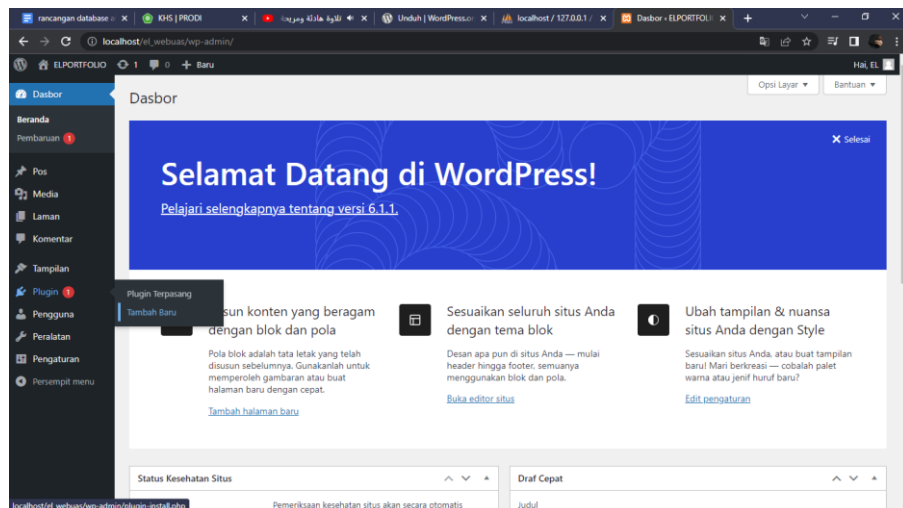 rancangan database a
KHS | PRODI
تلاوة هادئة ومريحة
Unduh | WordPress.or
localhost / 127.0.0.1 /
Dasbor ‹ ELPORTFOLI
localhost/el_webuas/wp-admin/
ELPORTFOLIO 1 0 + Baru
Hai, EL
Dasbor
Beranda
Pembaruan 1
Pos
Media
Laman
Komentar
Tampilan
Plugin 1
Pengguna
Peralatan
Pengaturan
Persempit menu
Plugin Terpasang
Tambah Baru
Dasbor
Opsi Layar
Bantuan
Selesai
Selamat Datang di WordPress!
Pelajari selengkapnya tentang versi 6.1.1.
sun konten yang beragam
dengan blok dan pola
Pola blok adalah tata letak yang telah
disusun sebelumnya. Gunakanlah untuk
memperoleh gambaran atau buat
halaman baru dengan cepat.
Tambah halaman baru
Sesuaikan seluruh situs Anda
dengan tema blok
Desan apa pun di situs Anda — mulai
header hingga footer, semuanya
menggunakan blok dan pola.
Buka editor situs
Ubah tampilan & nuansa
situs Anda dengan Style
Sesuaikan situs Anda, atau buat tampilan
baru! Mari berkreasi — cobalah palet
warna atau jenif huruf baru?
Edit pengaturan
Status Kesehatan Situs
Pemeriksaan kesehatan situs akan secara otomatis
Draf Cepat
Judul
localhost/el_webuas/wp-admin/plugin-install.php